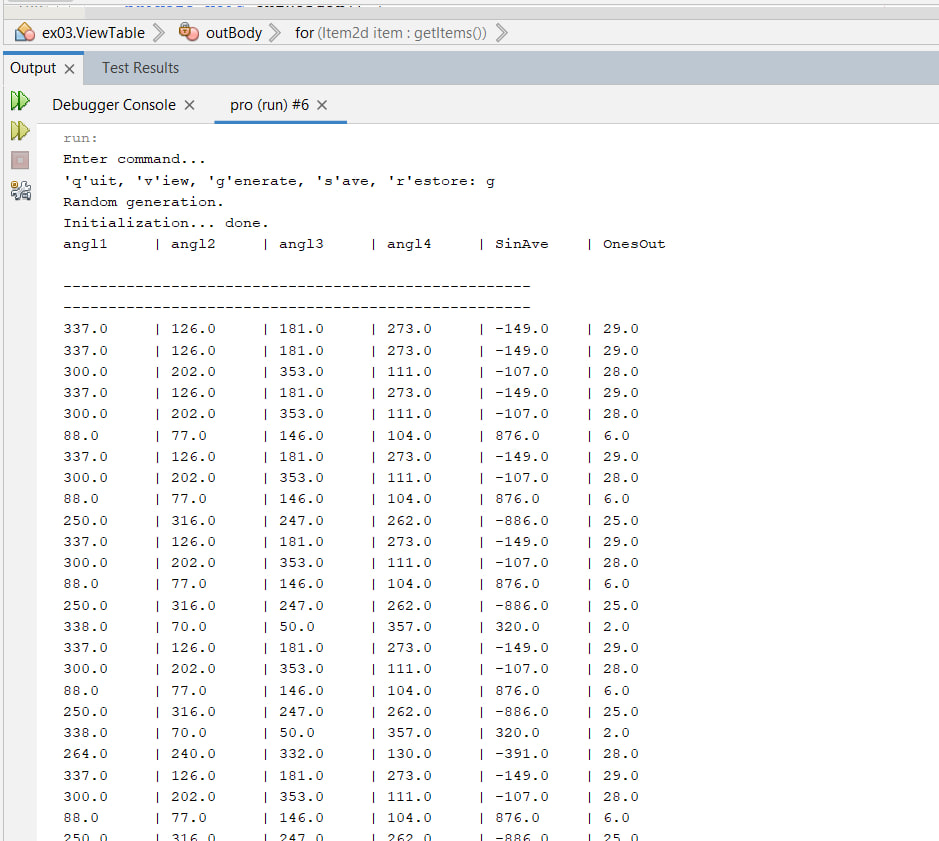 ex03.ViewTable outBody for (Item2d item : getItems())
Output Test Results
Debugger Console pro (run) #6
run:
Enter command...
'q'uit, 'v'iew, 'g'enerate, 's'ave, 'r'estore: g
Random generation.
Initialization... done.
angl1 | angl2 | angl3 | angl4 | SinAve | OnesOut
----------------------------------------------------
----------------------------------------------------
337.0 | 126.0 | 181.0 | 273.0 | -149.0 | 29.0
337.0 | 126.0 | 181.0 | 273.0 | -149.0 | 29.0
300.0 | 202.0 | 353.0 | 111.0 | -107.0 | 28.0
337.0 | 126.0 | 181.0 | 273.0 | -149.0 | 29.0
300.0 | 202.0 | 353.0 | 111.0 | -107.0 | 28.0
88.0 | 77.0 | 146.0 | 104.0 | 876.0 | 6.0
337.0 | 126.0 | 181.0 | 273.0 | -149.0 | 29.0
300.0 | 202.0 | 353.0 | 111.0 | -107.0 | 28.0
88.0 | 77.0 | 146.0 | 104.0 | 876.0 | 6.0
250.0 | 316.0 | 247.0 | 262.0 | -886.0 | 25.0
337.0 | 126.0 | 181.0 | 273.0 | -149.0 | 29.0
300.0 | 202.0 | 353.0 | 111.0 | -107.0 | 28.0
88.0 | 77.0 | 146.0 | 104.0 | 876.0 | 6.0
250.0 | 316.0 | 247.0 | 262.0 | -886.0 | 25.0
338.0 | 70.0 | 50.0 | 357.0 | 320.0 | 2.0
337.0 | 126.0 | 181.0 | 273.0 | -149.0 | 29.0
300.0 | 202.0 | 353.0 | 111.0 | -107.0 | 28.0
88.0 | 77.0 | 146.0 | 104.0 | 876.0 | 6.0
250.0 | 316.0 | 247.0 | 262.0 | -886.0 | 25.0
338.0 | 70.0 | 50.0 | 357.0 | 320.0 | 2.0
264.0 | 240.0 | 332.0 | 130.0 | -391.0 | 28.0
337.0 | 126.0 | 181.0 | 273.0 | -149.0 | 29.0
300.0 | 202.0 | 353.0 | 111.0 | -107.0 | 28.0
88.0 | 77.0 | 146.0 | 104.0 | 876.0 | 6.0
250.0 | 316.0 | 247.0 | 262.0 | -886.0 | 25.0